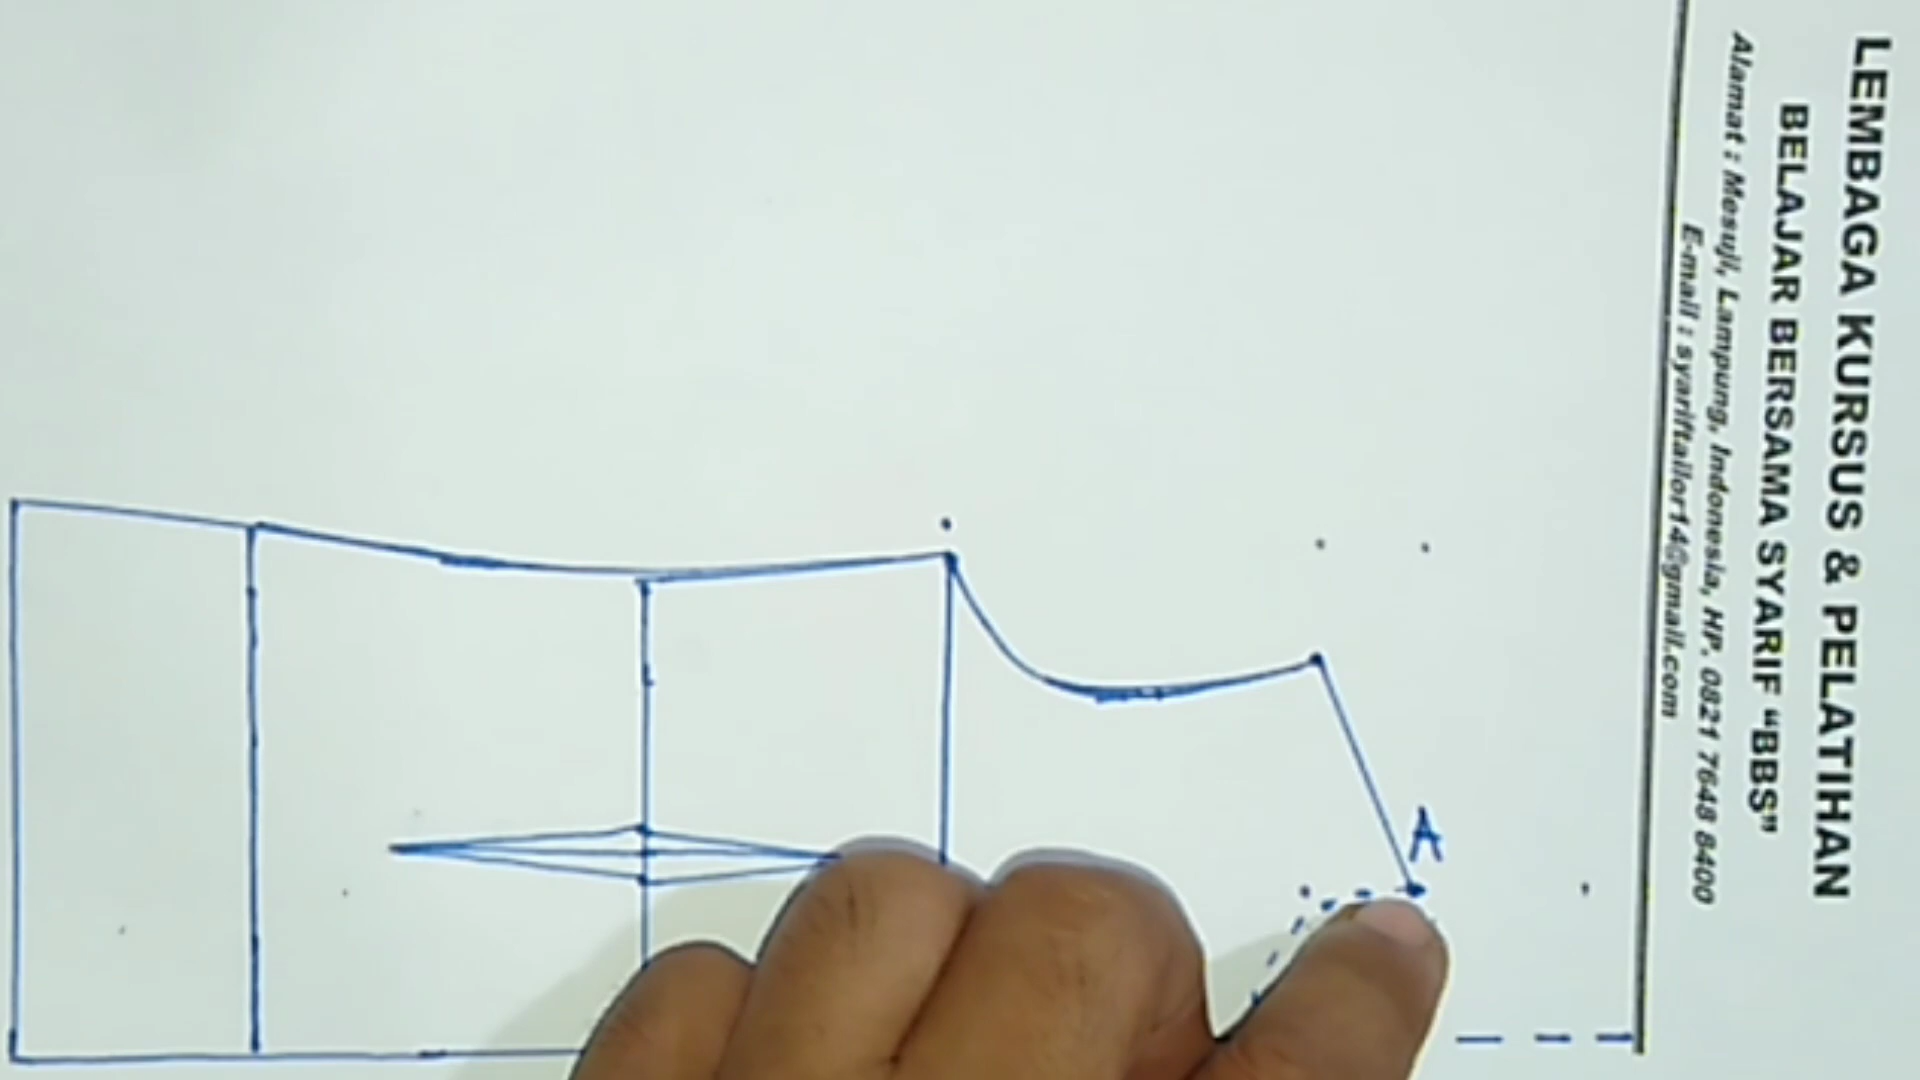 LEMBAGA KURSUS & PELATIHAN
BELAJAR BERSAMA SYARIF “BBS”
Alamat : Mesuji, Lampung, Indonesia, HP. 0821 7648 8400
E-mail : syariftailor14@gmail.com
A